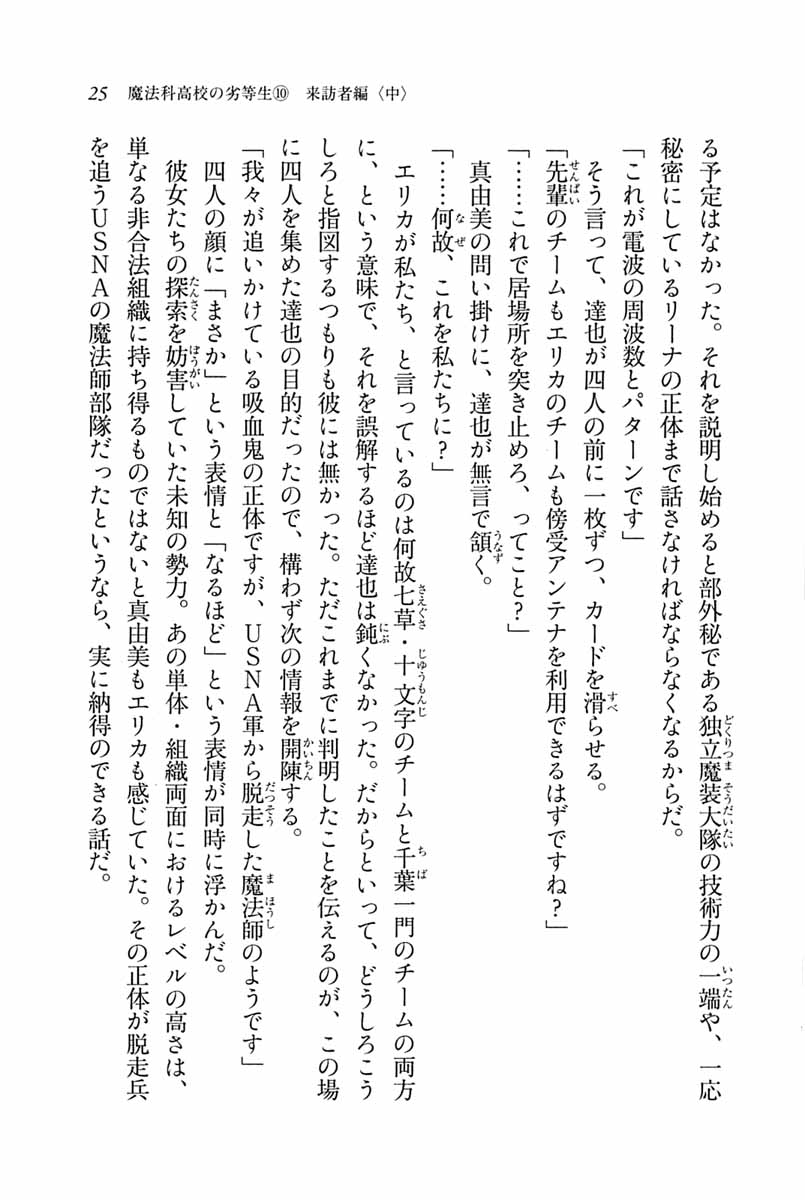 25　魔法科高校の劣等生⑩　来訪者編〈中〉
る予定はなかった。それを説明し始めると部外秘である独立魔装大隊の技術力の一端や、一応
秘密にしているリーナの正体まで話さなければならなくなるからだ。
「これが電波の周波数とパターンです」
そう言って、達也が四人の前に一枚ずつ、カードを滑らせる。
「先輩のチームもエリカのチームも傍受アンテナを利用できるはずですね？」
「……これで居場所を突き止めろ、ってこと？」
真由美の問い掛けに、達也が無言で頷く。
「……何故、これを私たちに？」
エリカが私たち、と言っているのは何故七草・十文字のチームと千葉一門のチームの両方
に、という意味で、それを誤解するほど達也は鈍くなかった。だからといって、どうしろこう
しろと指図するつもりも彼には無かった。ただこれまでに判明したことを伝えるのが、この場
に四人を集めた達也の目的だったので、構わず次の情報を開陳する。
「我々が追いかけている吸血鬼の正体ですが、ＵＳＮＡ軍から脱走した魔法師のようです」
四人の顔に「まさか」という表情と「なるほど」という表情が同時に浮かんだ。
彼女たちの探索を妨害していた未知の勢力。あの単体・組織両面におけるレベルの高さは、
単なる非合法組織に持ち得るものではないと真由美もエリカも感じていた。その正体が脱走兵
を追うＵＳＮＡの魔法師部隊だったというなら、実に納得のできる話だ。